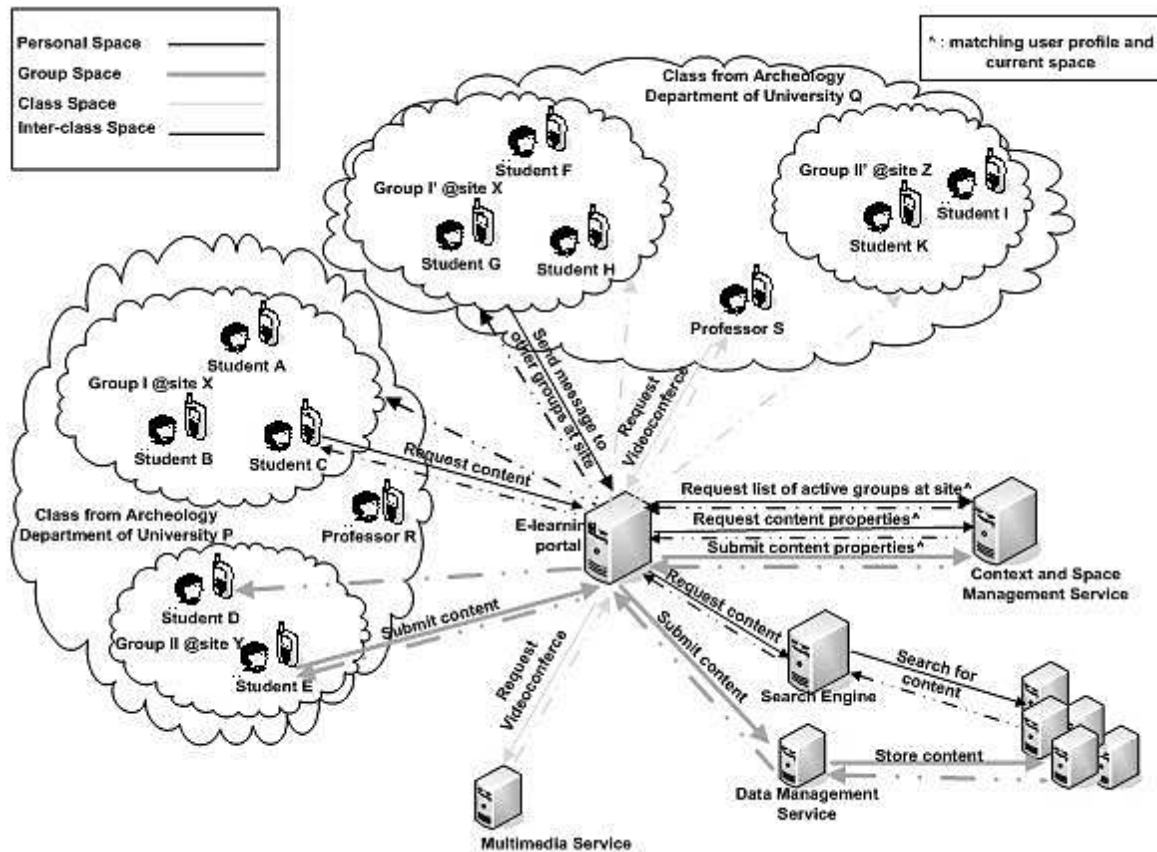 Personal Space
Group Space
Class Space
Inter-class Space
^ : matching user profile and
current space
Class from Archeology
Department of University Q
Student F
Group I' @site X
Student G
Student H
Group II' @site Z
Student I
Student K
Professor S
Student A
Group I @site X
Student B
Student C
Class from Archeology
Department of University P
Professor R
Student D
Group II @site Y
Student E
Send message to
other groups at site
Request
Videoconferce
Request content
E-learning
portal
Request list of active groups at site^
Request content properties^
Submit content properties^
Context and Space
Management Service
Submit content
Request content
Search Engine
Search for
content
Submit content
Request
Videoconferce
Store content
Data Management
Service
Multimedia Service